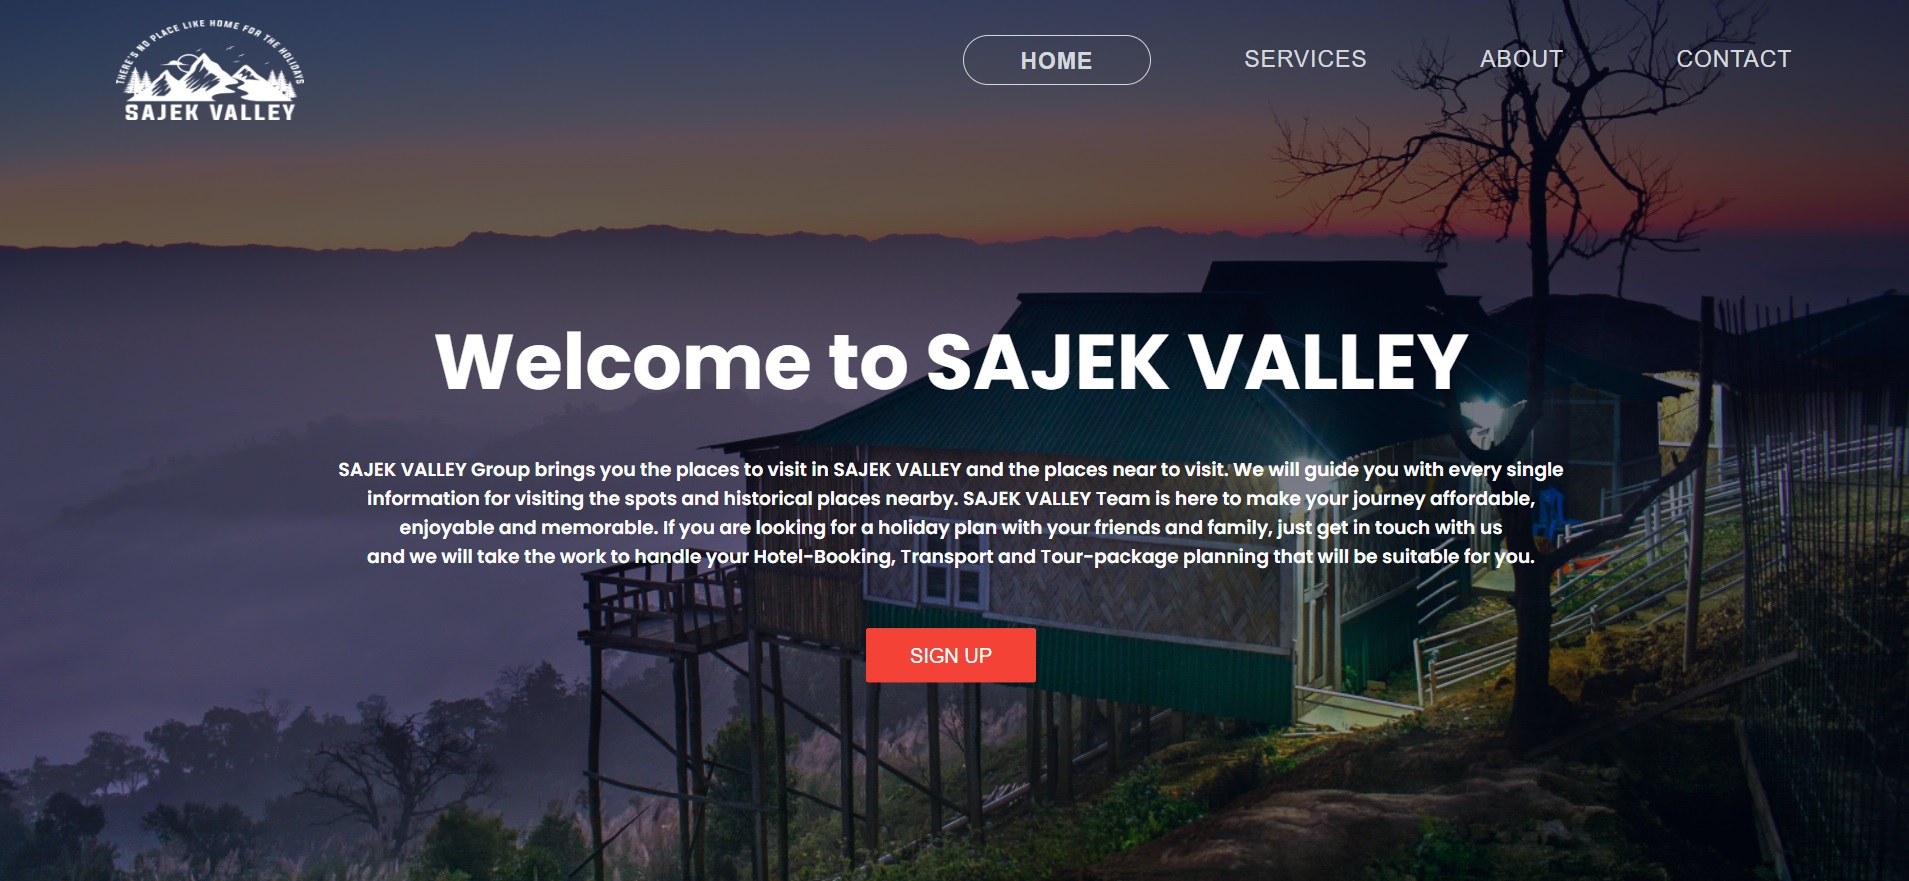 THERE'S NO PLACE LIKE HOME FOR THE HOLIDAYS
SAJEK VALLEY
HOME
SERVICES
ABOUT
CONTACT
Welcome to SAJEK VALLEY
SAJEK VALLEY Group brings you the places to visit in SAJEK VALLEY and the places near to visit. We will guide you with every single
information for visiting the spots and historical places nearby. SAJEK VALLEY Team is here to make your journey affordable,
enjoyable and memorable. If you are looking for a holiday plan with your friends and family, just get in touch with us
and we will take the work to handle your Hotel-Booking, Transport and Tour-package planning that will be suitable for you.
SIGN UP